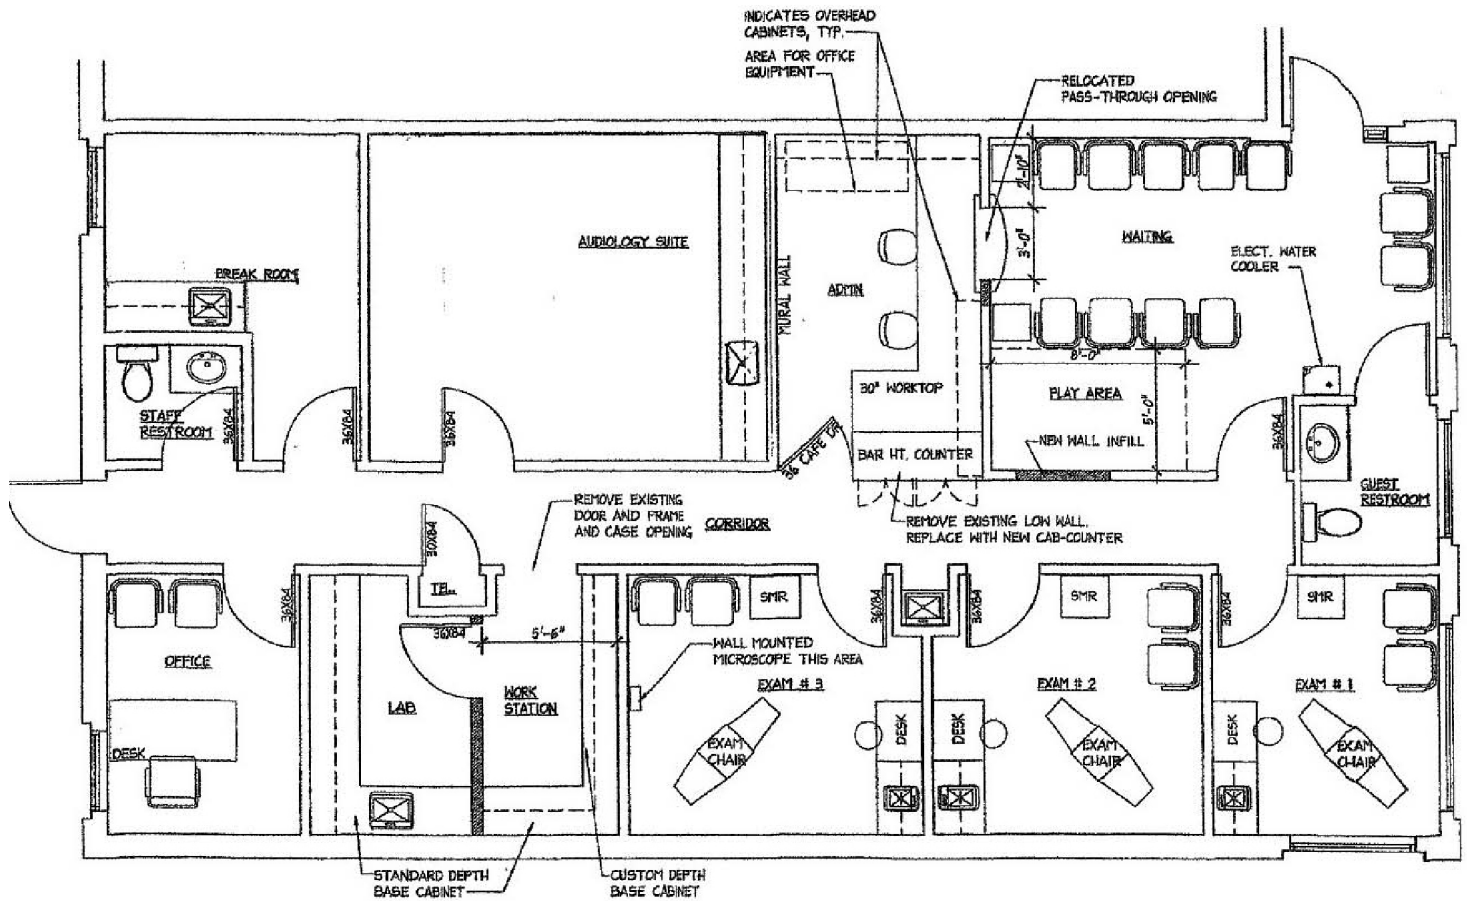 INDICATES OVERHEAD
CABINETS, TYP.
AREA FOR OFFICE
EQUIPMENT
RELOCATED
PASS-THROUGH OPENING
2'-10"
3'-0"
WAITING
ELECT. WATER
COOLER
AUDIOLOGY SUITE
BREAK ROOM
MURAL WALL
ADMIN
8'-0"
30" WORKTOP
PLAY AREA
5'-0"
STAFF
RESTROOM
36X84
36X84
36X84
36" CAFE DR
BAR HT. COUNTER
NEW WALL INFILL
36X84
GUEST
RESTROOM
REMOVE EXISTING
DOOR AND FRAME
AND CASE OPENING
CORRIDOR
REMOVE EXISTING LOW WALL.
REPLACE WITH NEW CAB-COUNTER
30X84
TEL.
36X84
36X84
5'-6"
SMR
36X84
36X84
SMR
36X84
SMR
OFFICE
WALL MOUNTED
MICROSCOPE THIS AREA
EXAM # 3
EXAM # 2
EXAM # 1
LAB
WORK
STATION
DESK
EXAM
CHAIR
DESK
DESK
EXAM
CHAIR
DESK
EXAM
CHAIR
STANDARD DEPTH
BASE CABINET
CUSTOM DEPTH
BASE CABINET